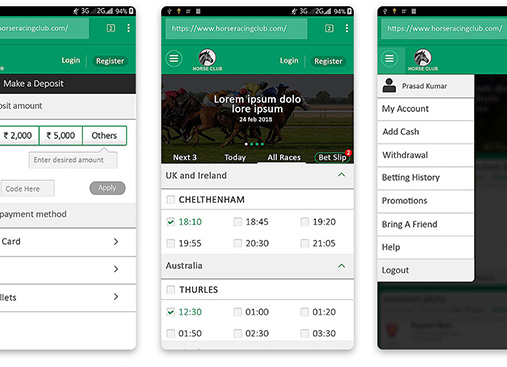 3G 2G 94%
horseracingclub.com/ 2
Login Register
CLUB
Make a Deposit
osit amount
₹ 2,000 ₹ 5,000 Others
Enter desired amount
Code Here Apply
payment method
Card
llets
3G 2G 94%
https://www.horseracingclub.com/ 2
HORSE CLUB Login Register
Lorem ipsum dolo
lore ipsum
24 feb 2018
Next 3 Today All Races Bet Slip 2
UK and Ireland
CHELTHENHAM
18:10 18:45 19:20
19:55 20:30 21:05
Australia
THURLES
12:30 01:00 01:20
01:50 02:30 03:30
3G 2G 94%
https://www.horseracingclub.com/
HORSE CLUB
Prasad Kumar
My Account
Add Cash
Withdrawal
Betting History
Promotions
Bring A Friend
Help
Logout